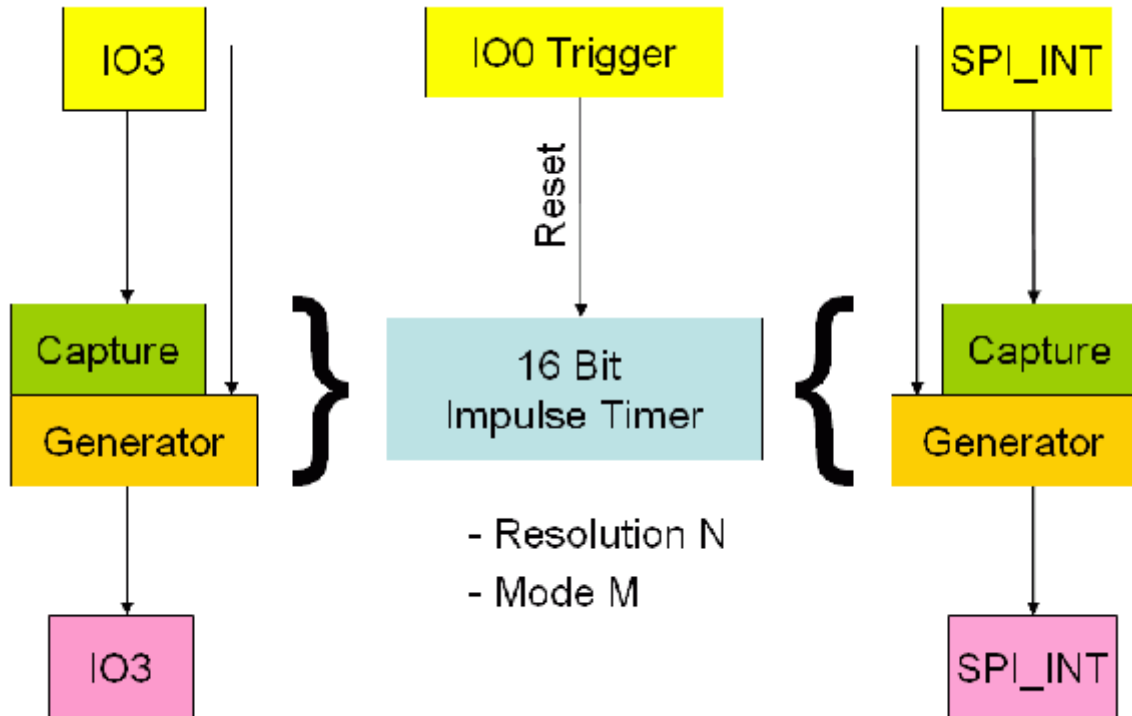 IO3
IO0 Trigger
SPI_INT
Reset
Capture
Generator
16 Bit
Impulse Timer
Capture
Generator
- Resolution N
- Mode M
IO3
SPI_INT